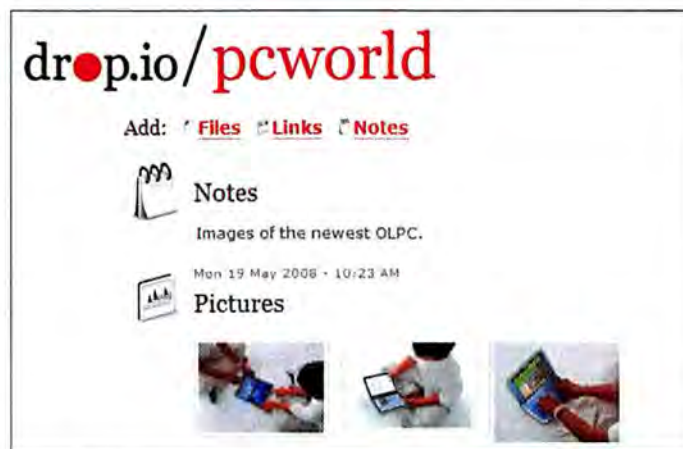 drop.io/pcworld
Add: Files Links Notes
Notes
Images of the newest OLPC.
Mon 19 May 2008 - 10:23 AM
Pictures